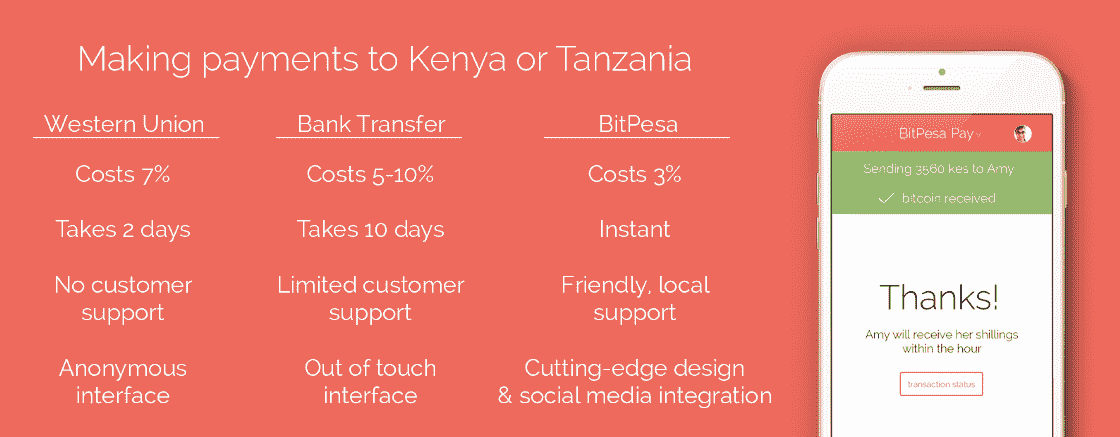 Making payments to Kenya or Tanzania
Western Union
Costs 7%
Takes 2 days
No customer
support
Anonymous
interface
Bank Transfer
Costs 5-10%
Takes 10 days
Limited customer
support
Out of touch
interface
BitPesa
Costs 3%
Instant
Friendly, local
support
Cutting-edge design
& social media integration
BitPesa Pay
Sending 3560 kes to Amy
bitcoin received
Thanks!
Amy will receive her shillings
within the hour
transaction status